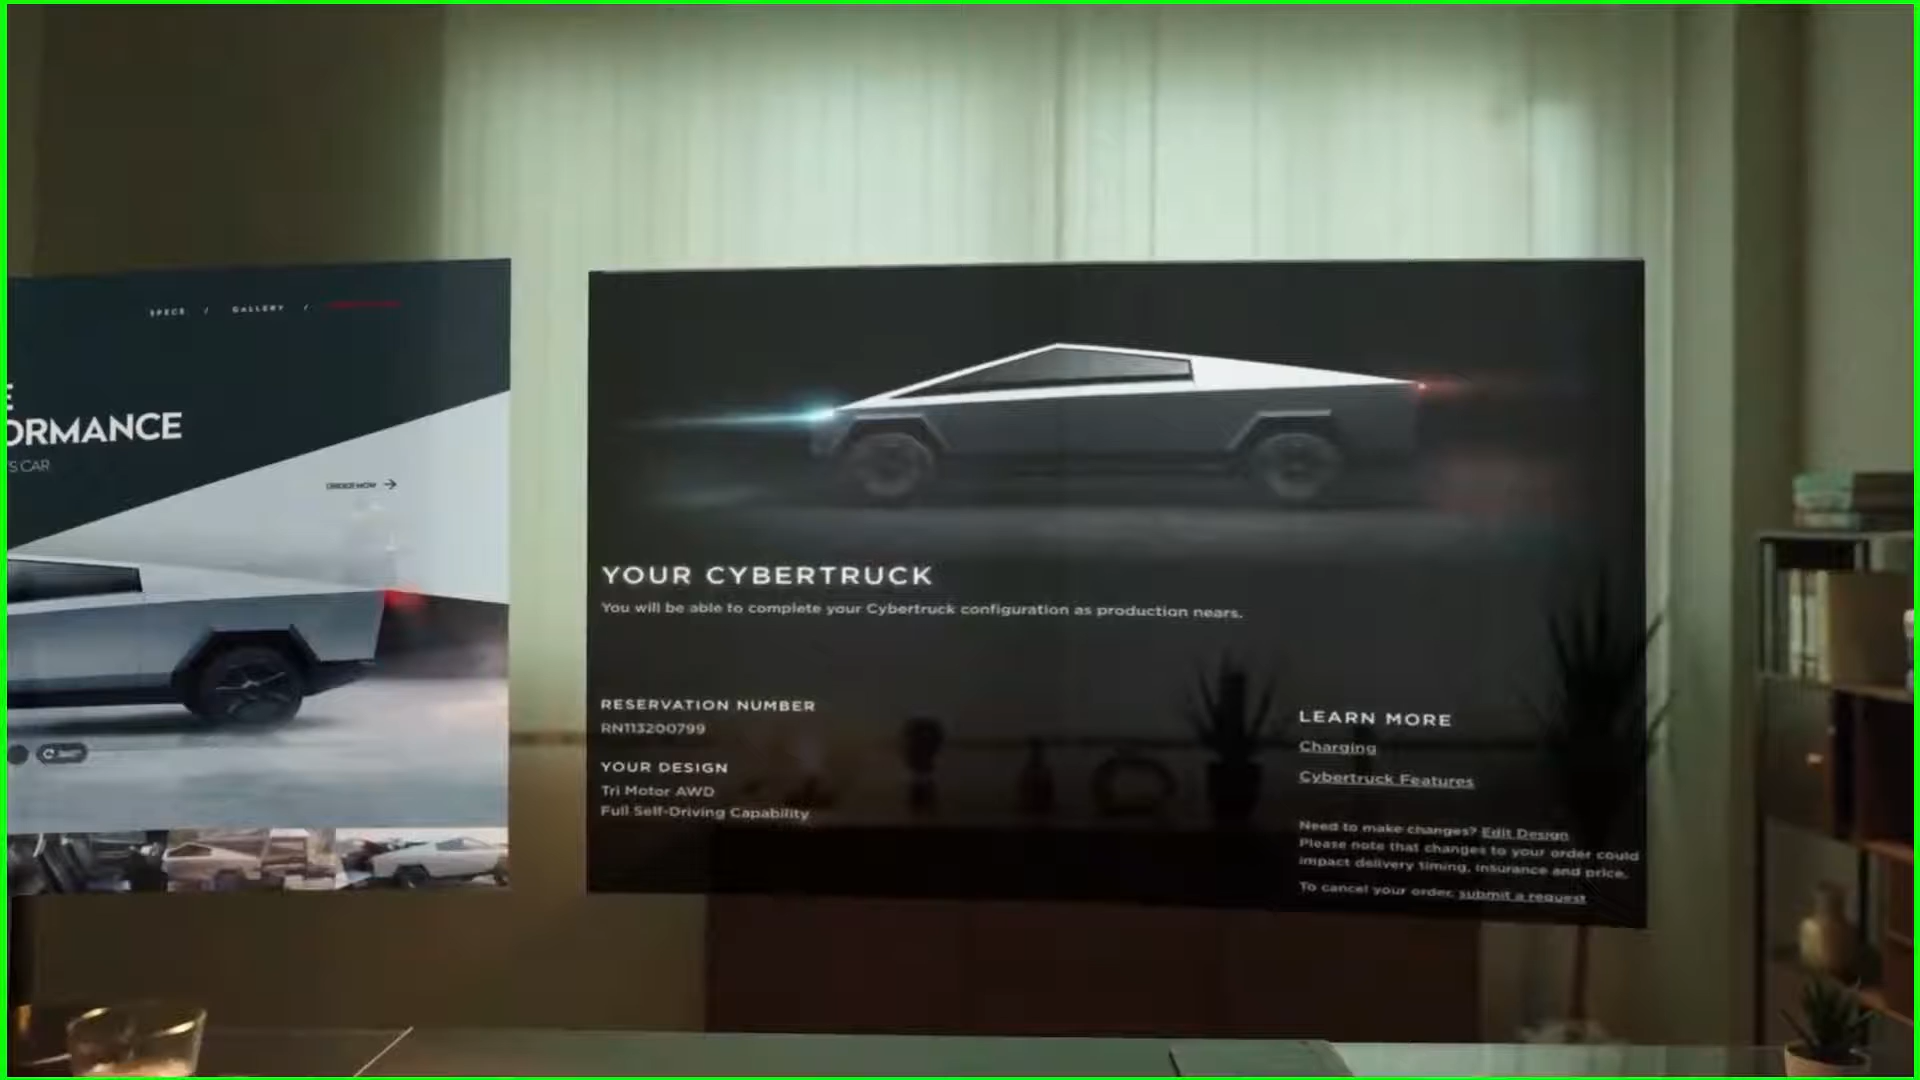 SPECS / GALLERY /
ORMANCE
'S CAR
ORDER NOW
YOUR CYBERTRUCK
You will be able to complete your Cybertruck configuration as production nears.
RESERVATION NUMBER
RN113200799
YOUR DESIGN
Tri Motor AWD
Full Self-Driving Capability
LEARN MORE
Charging
Cybertruck Features
Need to make changes? Edit Design
Please note that changes to your order could
impact delivery timing, insurance and price.
To cancel your order, submit a request